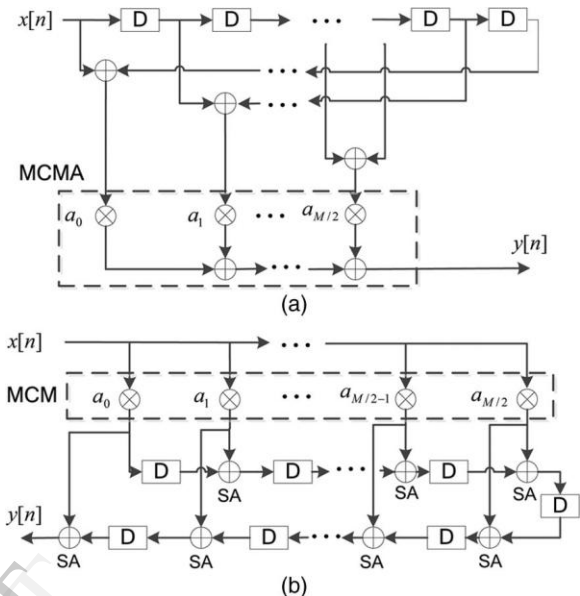 x[n] D D ••• D D
•••
•••
MCMA
a0 a1 ••• aM/2
••• y[n]
(a)
x[n] •••
MCM a0 a1 ••• aM/2−1 aM/2
D D ••• D
SA SA SA
D
y[n] D D ••• D
SA SA SA SA
(b)